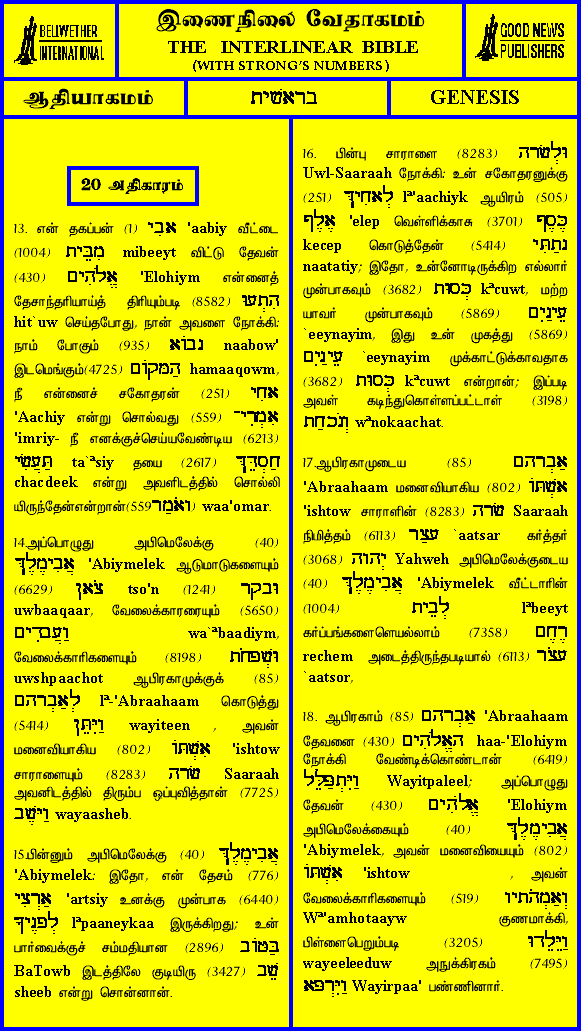 BELLWETHER
INTERNATIONAL
இணைநிலை வேதாகமம்
THE INTERLINEAR BIBLE
(WITH STRONG'S NUMBERS)
GOOD NEWS
PUBLISHERS
ஆதியாகமம்
בראשית
GENESIS
20 அதிகாரம்
13. என் தகப்பன் (1) אָבִי 'aabiy வீட்டை
(1004) מִבֵּית mibeeyt விட்டு தேவன்
(430) אֱלֹהִים 'Elohiym என்னைத்
தேசாந்தரியாய்த் திரியும்படி (8582) הִתְעוּ
hit`uw செய்தபோது, நான் அவளை நோக்கி:
நாம் போகும் (935) נָבוֹא naabow'
இடமெங்கும்(4725) הַמָּקוֹם hamaaqowm,
நீ என்னைச் சகோதரன் (251) אָחִי
'Aachiy என்று சொல்வது (559) אִמְרִי־
'imriy- நீ எனக்குச்செய்யவேண்டிய (6213)
תַּעֲשִׂי ta`ªsiy தயை (2617) חַסְדֵּךְ
chacdeek என்று அவளிடத்தில் சொல்லி
யிருந்தேன்என்றான்(559וָאֹמַר) waa'omar.
14.அப்பொழுது அபிமெலேக்கு (40)
אֲבִימֶלֶךְ 'Abiymelek ஆடுமாடுகளையும்
(6629) צֹאן tso'n (1241) וּבָקָר
uwbaaqaar, வேலைக்காரரையும் (5650)
וַעֲבָדִים wa`ªbaadiym,
வேலைக்காரிகளையும் (8198) וּשְׁפָחֹת
uwshpaachot ஆபிரகாமுக்குக் (85)
לְאַבְרָהָם lª-'Abraahaam கொடுத்து
(5414) וַיִּתֵּן wayiteen , அவன்
மனைவியாகிய (802) אִשְׁתּוֹ 'ishtow
சாராளையும் (8283) שָׂרָה Saaraah
அவனிடத்தில் திரும்ப ஒப்புவித்தான் (7725)
וַיָּשֶׁב wayaasheb.
15.பின்னும் அபிமெலேக்கு (40) אֲבִימֶלֶךְ
'Abiymelek: இதோ, என் தேசம் (776)
אַרְצִי 'artsiy உனக்கு முன்பாக (6440)
לְפָנֶיךָ lªpaaneykaa இருக்கிறது; உன்
பார்வைக்குச் சம்மதியான (2896) בַּטּוֹב
BaTowb இடத்திலே குடியிரு (3427) שֵׁב
sheeb என்று சொன்னான்.
16. பின்பு சாராளை (8283) וּלְשָׂרָה
Uwl-Saaraah நோக்கி: உன் சகோதரனுக்கு
(251) לְאָחִיךְ lª'aachiyk ஆயிரம் (505)
אֶלֶף 'elep வெள்ளிக்காசு (3701) כֶּסֶף
kecep கொடுத்தேன் (5414) נָתַתִּי
naatatiy; இதோ, உன்னோடிருக்கிற எல்லார்
முன்பாகவும் (3682) כְּסוּת kªcuwt, மற்ற
யாவர் முன்பாகவும் (5869) עֵינַיִם
`eeynayim, இது உன் முகத்து (5869)
עֵינַיִם `eeynayim முக்காட்டுக்காவதாக
(3682) כְּסוּת kªcuwt என்றான்; இப்படி
அவள் கடிந்துகொள்ளப்பட்டாள் (3198)
וְנֹכָחַת wªnokaachat.
17.ஆபிரகாமுடைய (85) אַבְרָהָם
'Abraahaam மனைவியாகிய (802) אִשְׁתּוֹ
'ishtow சாராளின் (8283) שָׂרָה Saaraah
நிமித்தம் (6113) עָצַר `aatsar கர்த்தர்
(3068) יהוה Yahweh அபிமெலேக்குடைய
(40) אֲבִימֶלֶךְ 'Abiymelek வீட்டாரின்
(1004) לְבֵית lªbeeyt
கர்ப்பங்களையெல்லாம் (7358) רֶחֶם
rechem அடைத்திருந்தபடியால் (6113) עָצֹר
`aatsor,
18. ஆபிரகாம் (85) אַבְרָהָם 'Abraahaam
தேவனை (430) הָאֱלֹהִים haa-'Elohiym
நோக்கி வேண்டிக்கொண்டான் (6419)
וַיִּתְפַּלֵּל Wayitpaleel; அப்பொழுது
தேவன் (430) אֱלֹהִים 'Elohiym
அபிமெலேக்கையும் (40) אֲבִימֶלֶךְ
'Abiymelek, அவன் மனைவியையும் (802)
אִשְׁתּוֹ 'ishtow , அவன்
வேலைக்காரிகளையும் (519) וְאַמְהֹתָיו
Wª'amhotaayw குணமாக்கி,
பிள்ளைபெறும்படி (3205) וַיֵּלֵדוּ
wayeeleeduw அநுக்கிரகம் (7495)
וַיִּרְפָּא Wayirpaa' பண்ணினார்.